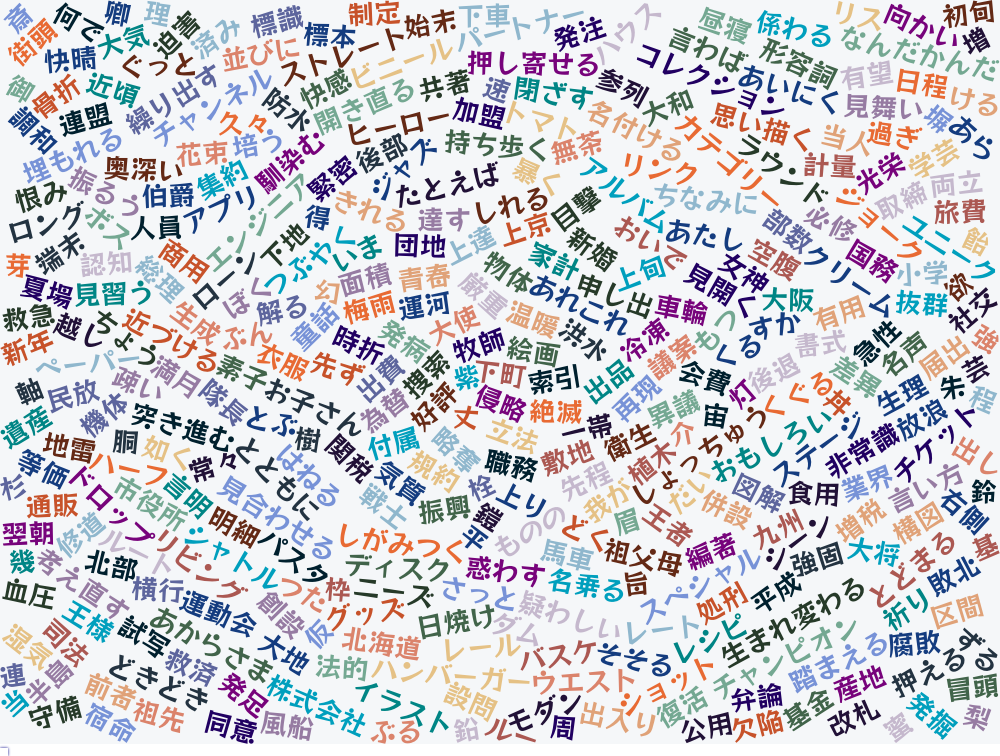 斎 何で 卿 理 迫害 済み 標識 標本 制定 ストレート 始末 下車 パートナー 発注 ハウス 昼寝 係わる リス 向かい 初旬
街頭 快晴 大気 ぐっと 並びに ビニール 押し寄せる コレクション 言わば 形容詞 なんだかんだ 増
御 骨折 近頃 繰り出す チャンネル 防水 快感 開き直る 共著 速 閉ざす 参列 大和 あいにく 有望 日程 ける
調和 連盟 久々 培う ヒーロー 加盟 トマト 名付ける カテゴリー 思い描く 見舞い 塀 あら
埋もれる 奥深い 花束 馴染む 緊密 後部 ジャズ 持ち歩く 無茶 リンク ラウンド 当人 過ぎ
恨み 振るう 伯爵 集約 たとえば 暴く アルバム ちなみに 計量 光栄 学芸
ロング ボス 人員 アプリ エンジニア 得 きれる 達す しれる 目撃 あたし 部数 必修 ジョーク 取締 両立 旅費
芽 端末 認知 総理 商用 ローン 下地 つぶやく いま 団地 上達 上京 新婚 おいで 女神 空腹 クリーム 国務 ユニーク 飴
夏場 見習う ぼく 解る 幻 面積 青春 厳重 物体 家計 申し出 上旬 車輪 見開く 大阪 小学 抜群 欲
救急 越し 生成 ぶん 童話 梅雨 運河 大使 温暖 あれこれ 洪水 冷凍 もつ くるすか 有用 社交
新年 ちょう 近づける 衣服 時折 発病 牧師 絵画 議案 書式 急性 名声 強
ペーパー 疎い 満月 素子 先ず 出費 捜索 紫 下町 索引 出品 再現 会費 灯 後退 差異 届出 芸
軸 民放 機体 隊長 お子さん 為替 好評 丈 侵略 絶滅 一帯 異議 宙 くぐる 丼 生理 朱 程
遺産 地雷 胴 突き進む とぶ 樹 関税 付属 略奪 立法 敷地 衛生 植木 介 しょっちゅう おもしろい ステージ 非常識 放浪 チケット
等価 ハーフ 如く 常々 とともに はねる 気質 規約 職務 先程 我が だい 図解 食用 業界 言い方 出し
杉 通販 ドロップ 市役所 言明 見合わせる 戦士 振興 栓 上り 眉 王者 併設 九州 増税 構図 右側 鈴
翌朝 修道 ルート シャトル 明細 パスタ しがみつく 鎧 平 ものの どく 祖父母 編著 シーン 強固 大将 基
幾 考え直す 北部 リビング つた 枠 ディスク ニーズ 惑わす 馬車 名乗る 旨 スペシャル 平成 とどまる 敗北
血圧 王様 横行 運動会 創設 仮 グッズ 日焼け さっと 疑わしい レート 処刑 生まれ変わる 祈り 区間
湿気 司法 試写 あからさま 大地 北海道 レール ダム バスケ そそる レシピ チャンピオン 踏まえる 腐敗 ずる
連 半翼 どきどき 救済 法的 ハンバーガー ウエスト ショット 弁論 産地 押える 冒頭
当 守備 前者 祖先 発足 株式会社 イラスト 設問 モダン 出入り 復活 基金 改札 発掘 梨
宿命 同意 風船 ぶる 鉛 ルーム 周 公用 欠陥 蜜